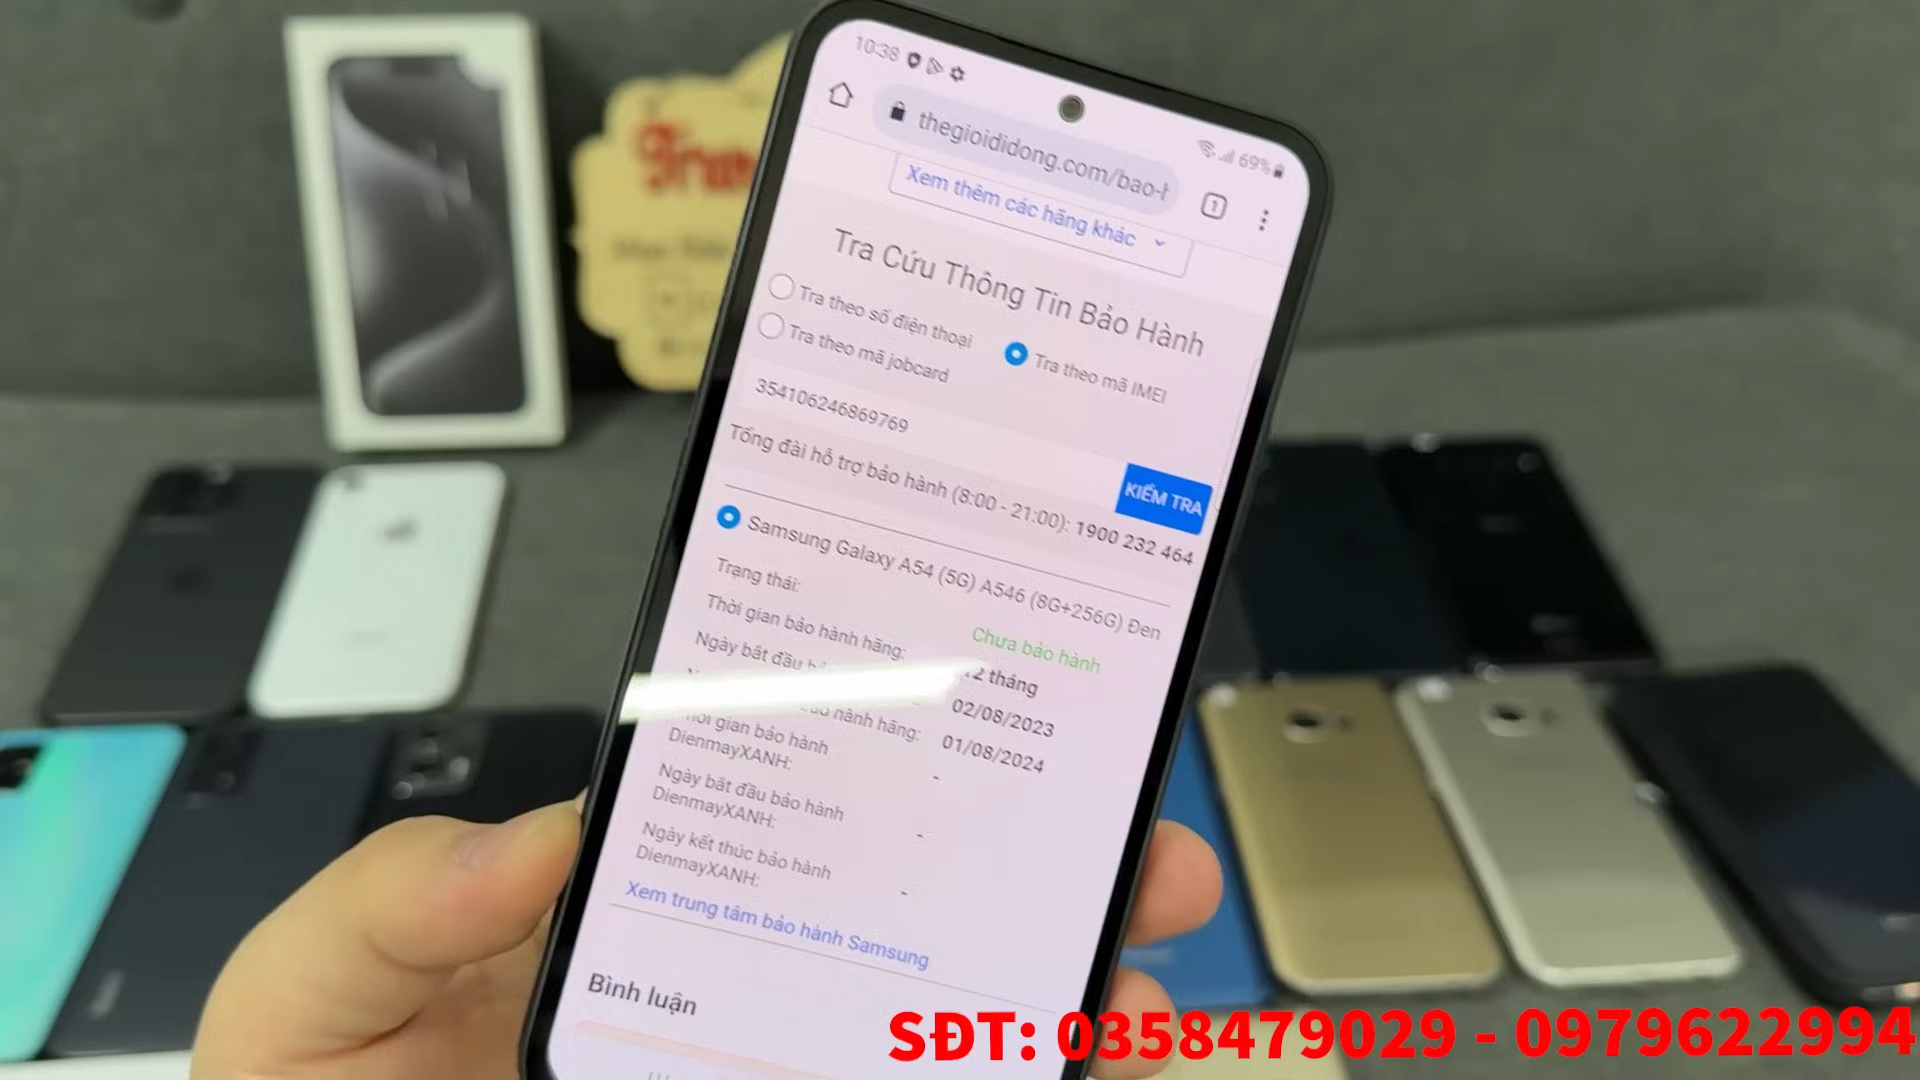 10:38
69%
thegioididong.com/bao-h
1
Xem thêm các hãng khác
Tra Cứu Thông Tin Bảo Hành
Tra theo số điện thoại
Tra theo mã IMEI
Tra theo mã jobcard
354106246869769
KIỂM TRA
Tổng đài hỗ trợ bảo hành (8:00 - 21:00): 1900 232 464
Samsung Galaxy A54 (5G) A546 (8G+256G) Đen
Trạng thái: Chưa bảo hành
Thời gian bảo hành hãng: 2 tháng
Ngày bắt đầu 02/08/2023
hành hãng: 01/08/2024
Thời gian bảo hành
DienmayXANH: -
Ngày bắt đầu bảo hành
DienmayXANH: -
Ngày kết thúc bảo hành
DienmayXANH: -
Xem trung tâm bảo hành Samsung
Bình luận
SĐT: 0358479029 - 0979622994